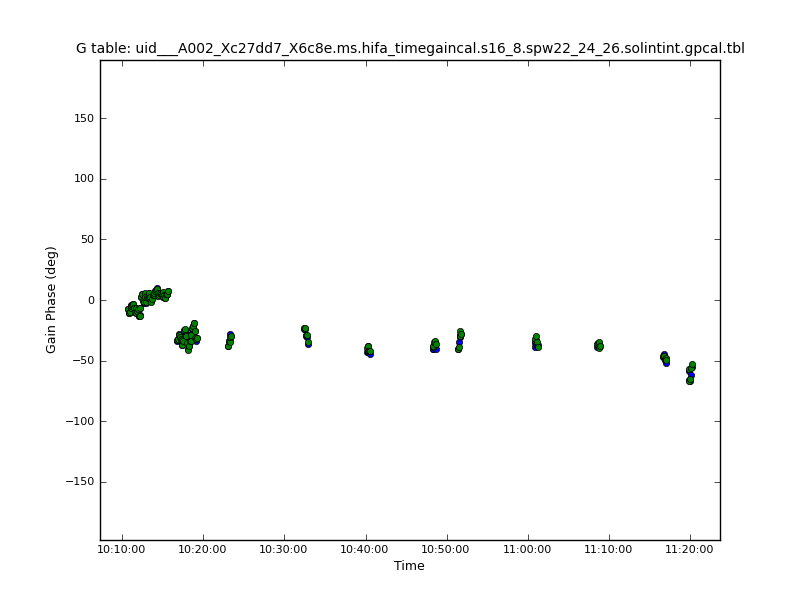 G table: uid___A002_Xc27dd7_X6c8e.ms.hifa_timegaincal.s16_8.spw22_24_26.solintint.gpcal.tbl
150
100
50
0
−50
−100
−150
Gain Phase (deg)
10:10:00 10:20:00 10:30:00 10:40:00 10:50:00 11:00:00 11:10:00 11:20:00
Time